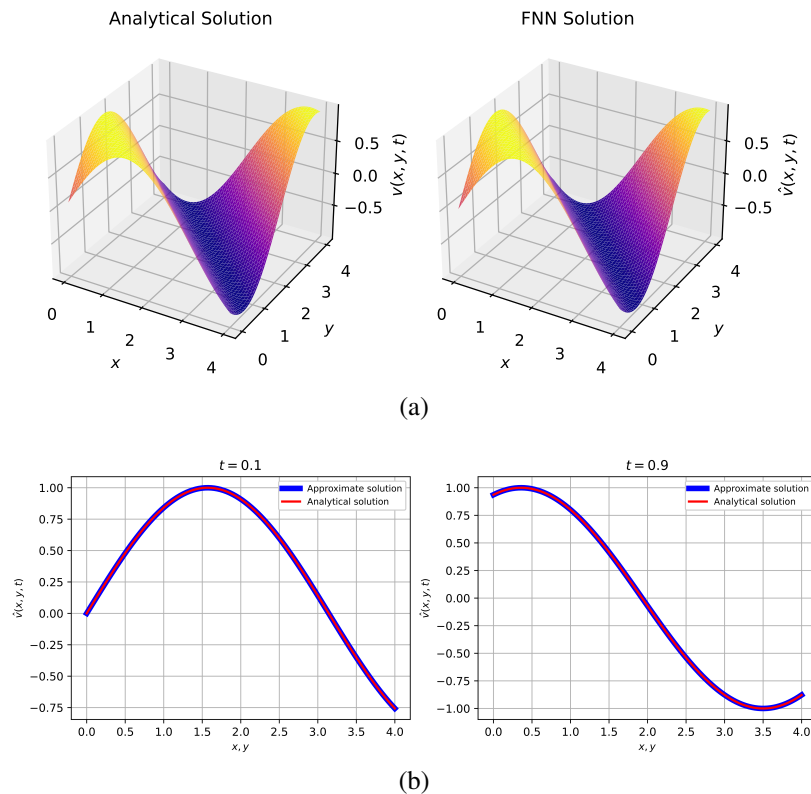 Analytical Solution
FNN Solution
0.5
0.0
−0.5
v(x, y, t)
0
1
2
3
4
x
0
1
2
3
4
y
0.5
0.0
−0.5
v̂(x, y, t)
0
1
2
3
4
x
0
1
2
3
4
y
(a)
t = 0.1
1.00
0.75
0.50
0.25
0.00
−0.25
−0.50
−0.75
v̂(x, y, t)
Approximate solution
Analytical solution
0.0 0.5 1.0 1.5 2.0 2.5 3.0 3.5 4.0
x, y
t = 0.9
1.00
0.75
0.50
0.25
0.00
−0.25
−0.50
−0.75
−1.00
v̂(x, y, t)
Approximate solution
Analytical solution
0.0 0.5 1.0 1.5 2.0 2.5 3.0 3.5 4.0
x, y
(b)